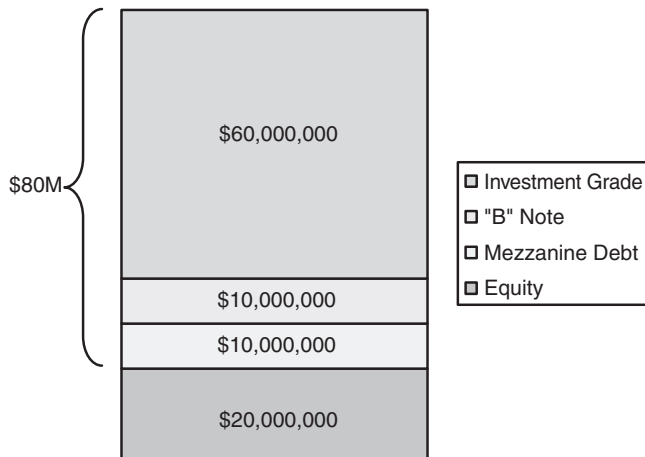 $60,000,000
$80M
$10,000,000
$10,000,000
$20,000,000
Investment Grade
"B" Note
Mezzanine Debt
Equity